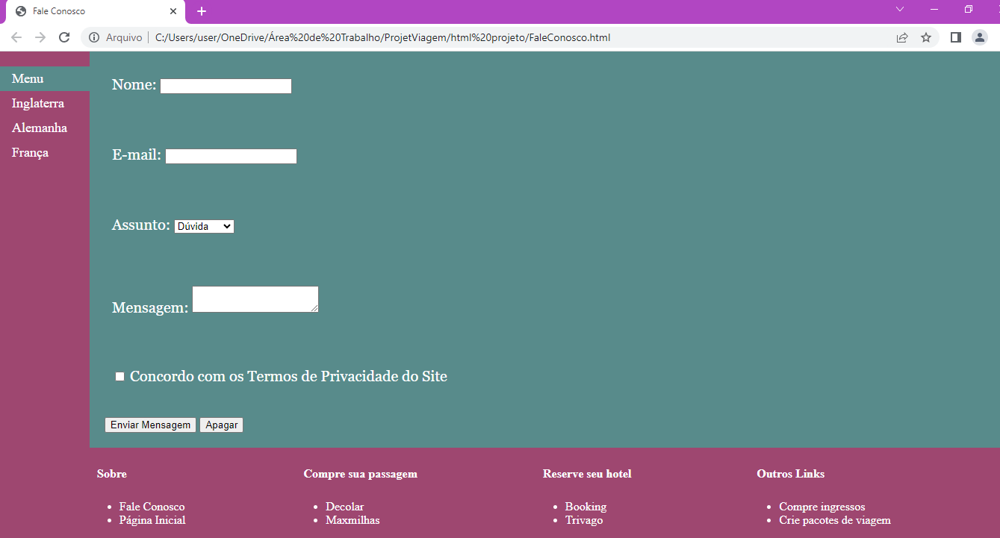 Fale Conosco
Arquivo | C:/Users/user/OneDrive/Área%20de%20Trabalho/ProjetViagem/html%20projeto/FaleConosco.html
Menu
Inglaterra
Alemanha
França
Nome:
E-mail:
Assunto: Dúvida
Mensagem:
Concordo com os Termos de Privacidade do Site
Enviar Mensagem Apagar
Sobre
Fale Conosco
Página Inicial
Compre sua passagem
Decolar
Maxmilhas
Reserve seu hotel
Booking
Trivago
Outros Links
Compre ingressos
Crie pacotes de viagem